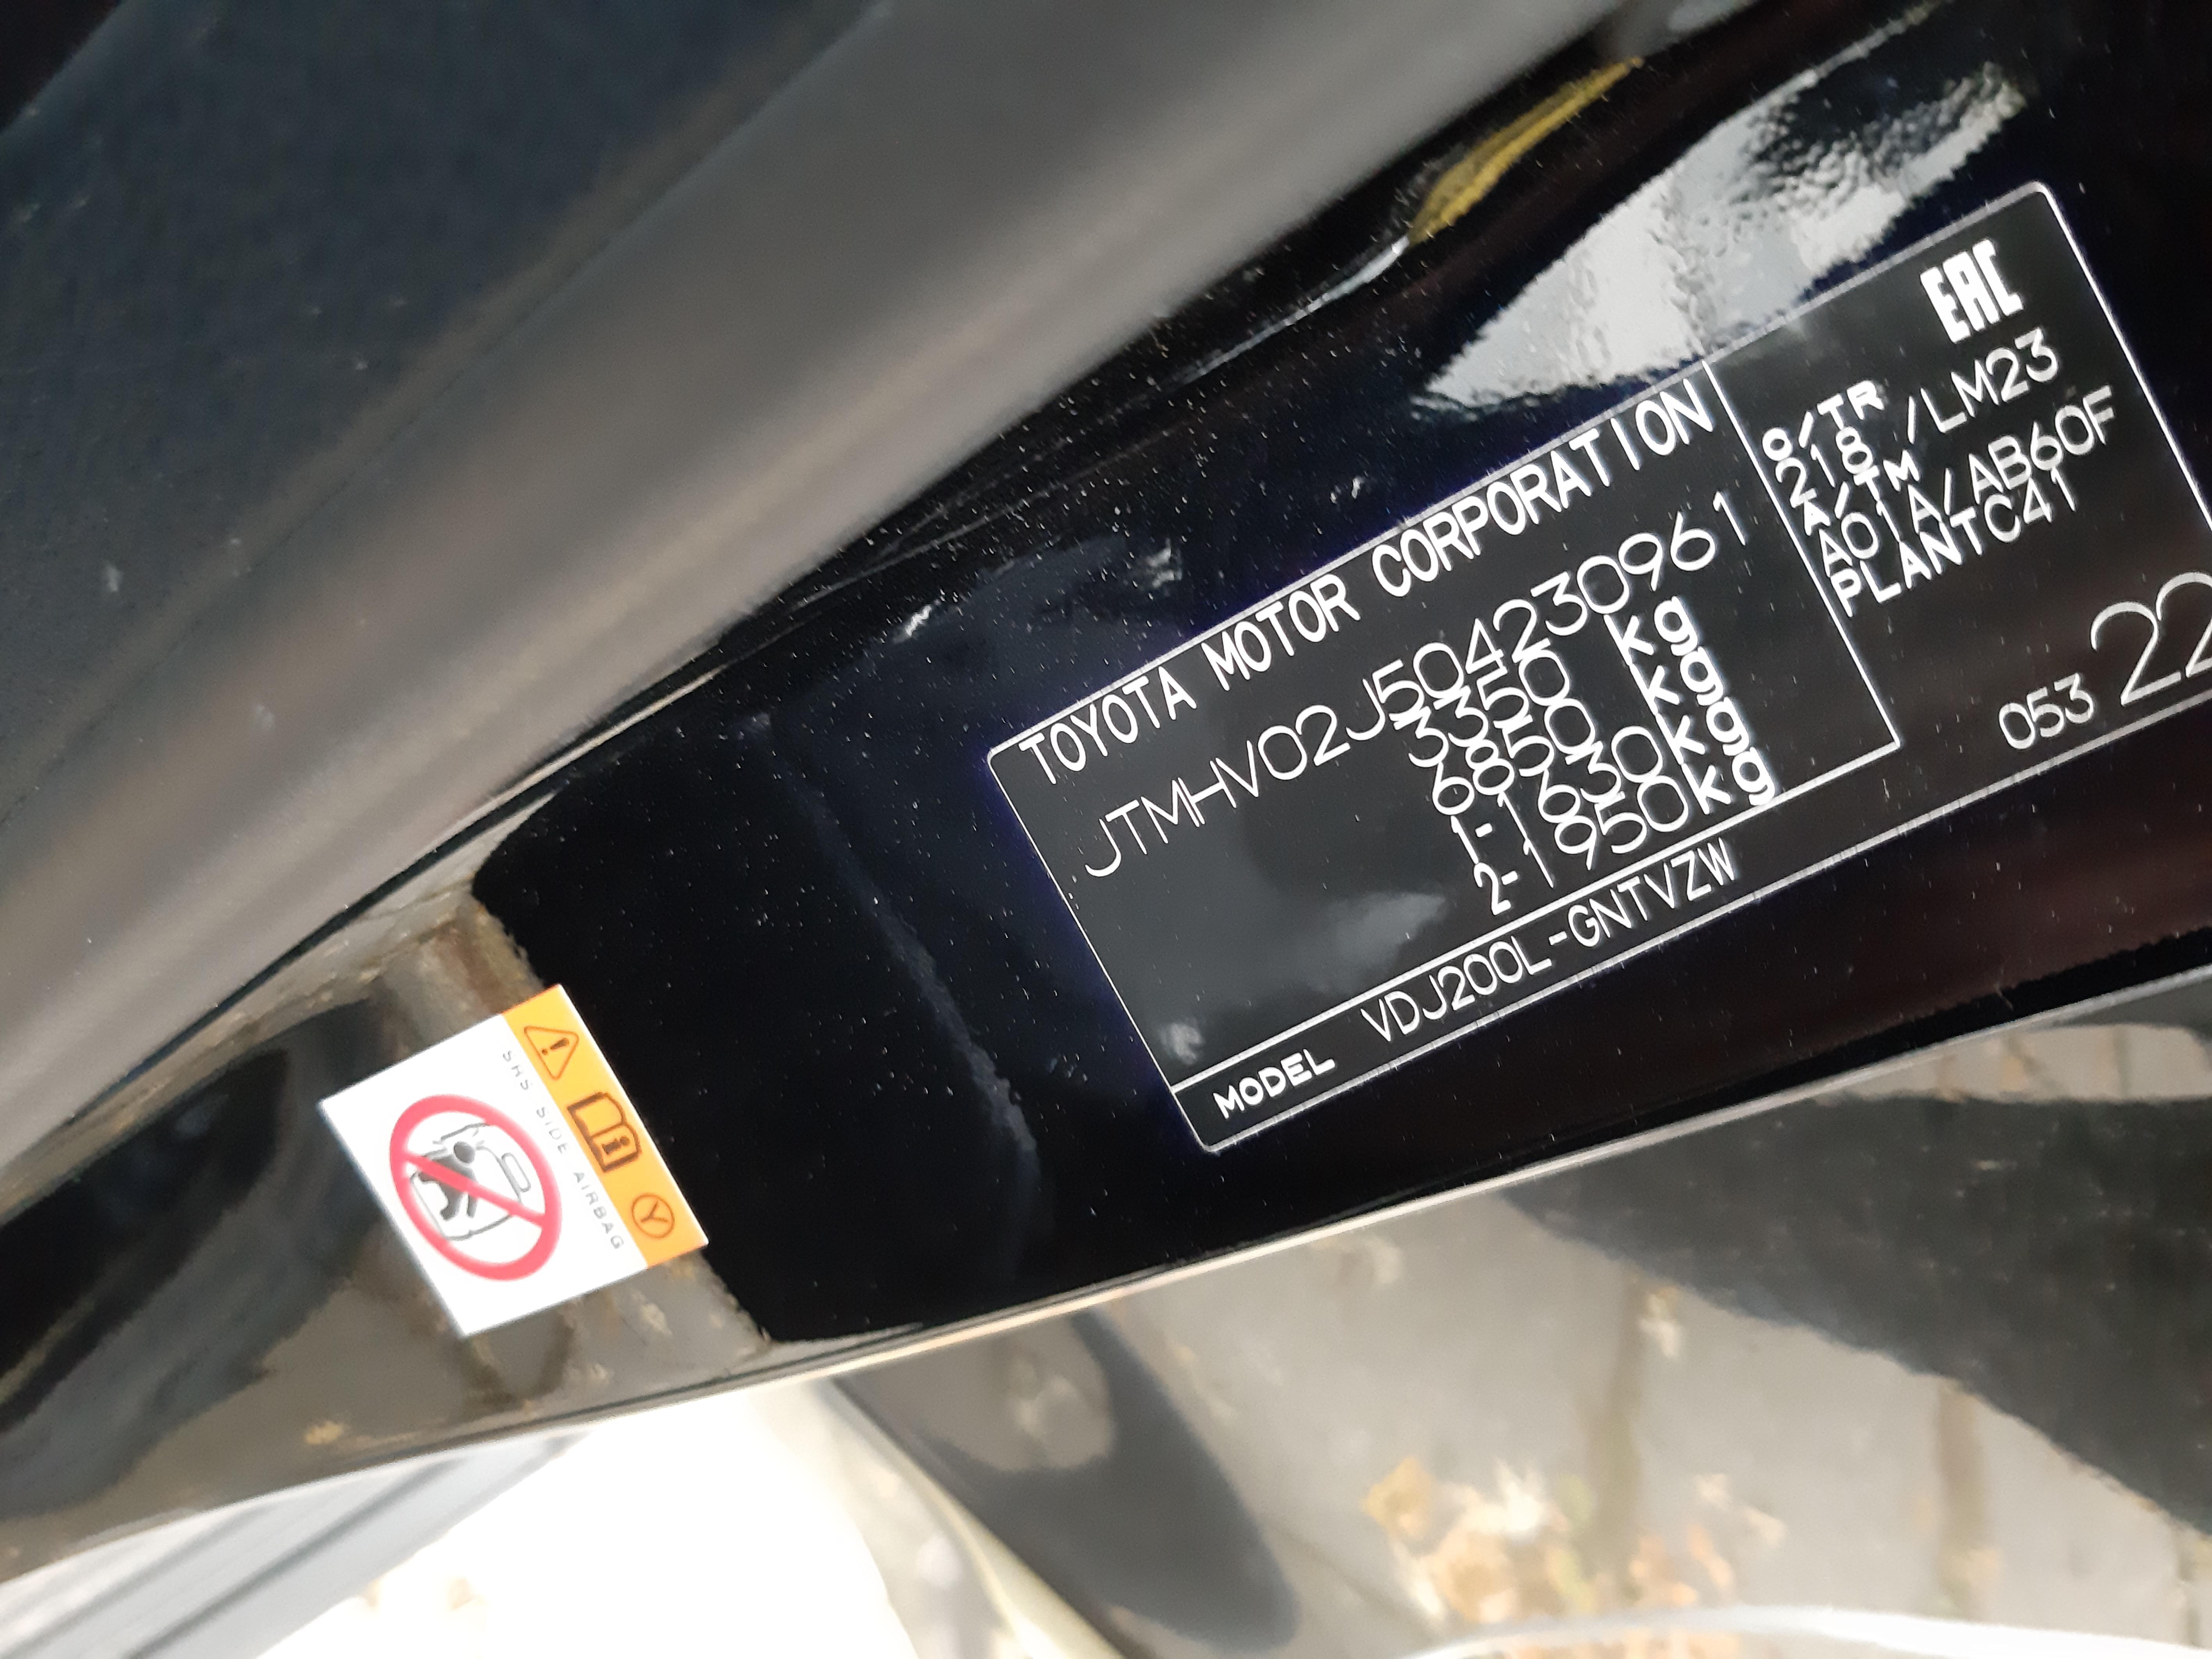 TOYOTA MOTOR CORPORATION
JTMHV02J504230961
3350 kg
6850 kg
1-1630 kg
2-1950 kg
MODEL VDJ200L-GNTVZW
EAC
C/TR
218 /LM23
A/TM
A01A/AB60F
PLANTC41
053 22
SRS SIDE AIRBAG